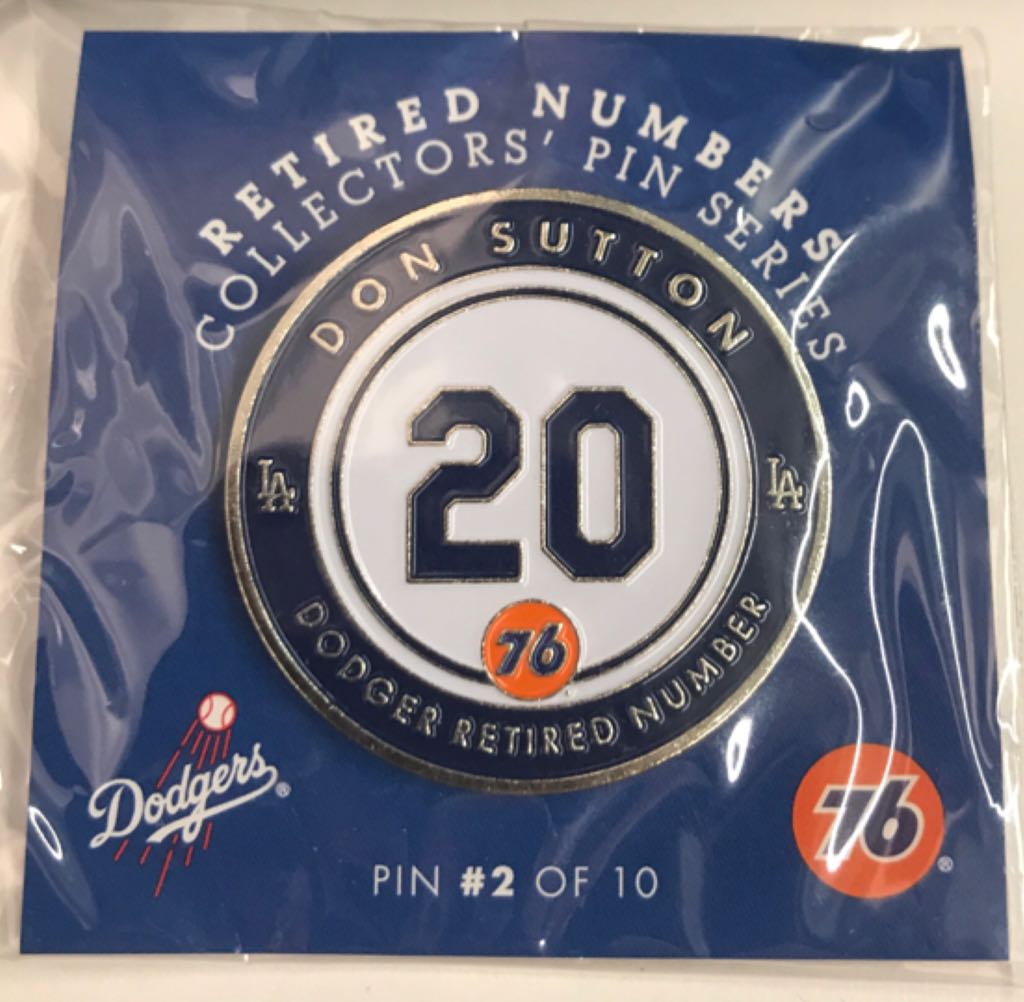 RETIRED NUMBERS
COLLECTORS' PIN SERIES
DON SUTTON
LA
20
LA
76
DODGER RETIRED NUMBER
Dodgers®
76®
PIN #2 OF 10